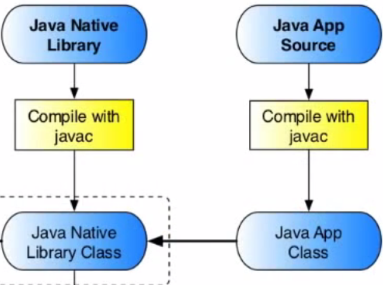 Java Native
Library
Java App
Source
Compile with
javac
Compile with
javac
Java Native
Library Class
Java App
Class